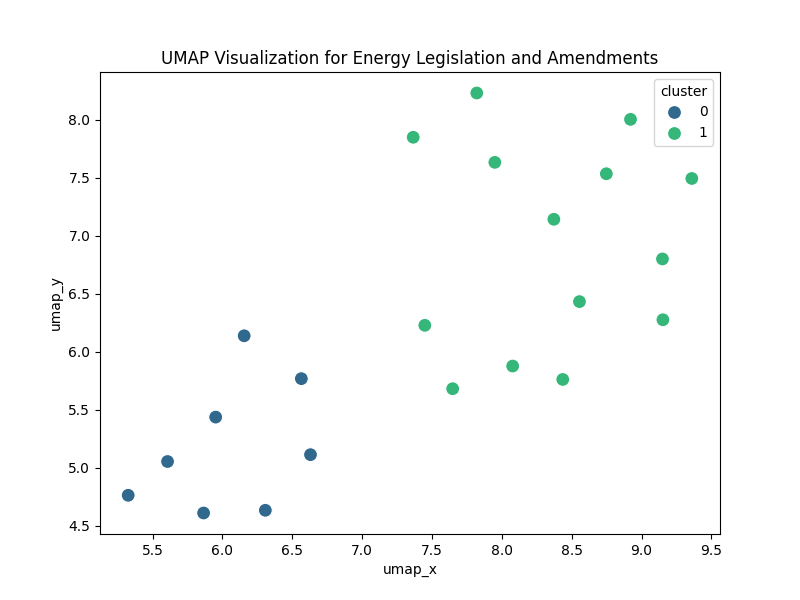 UMAP Visualization for Energy Legislation and Amendments
cluster
0
1
umap_y
8.0
7.5
7.0
6.5
6.0
5.5
5.0
4.5
5.5 6.0 6.5 7.0 7.5 8.0 8.5 9.0 9.5
umap_x